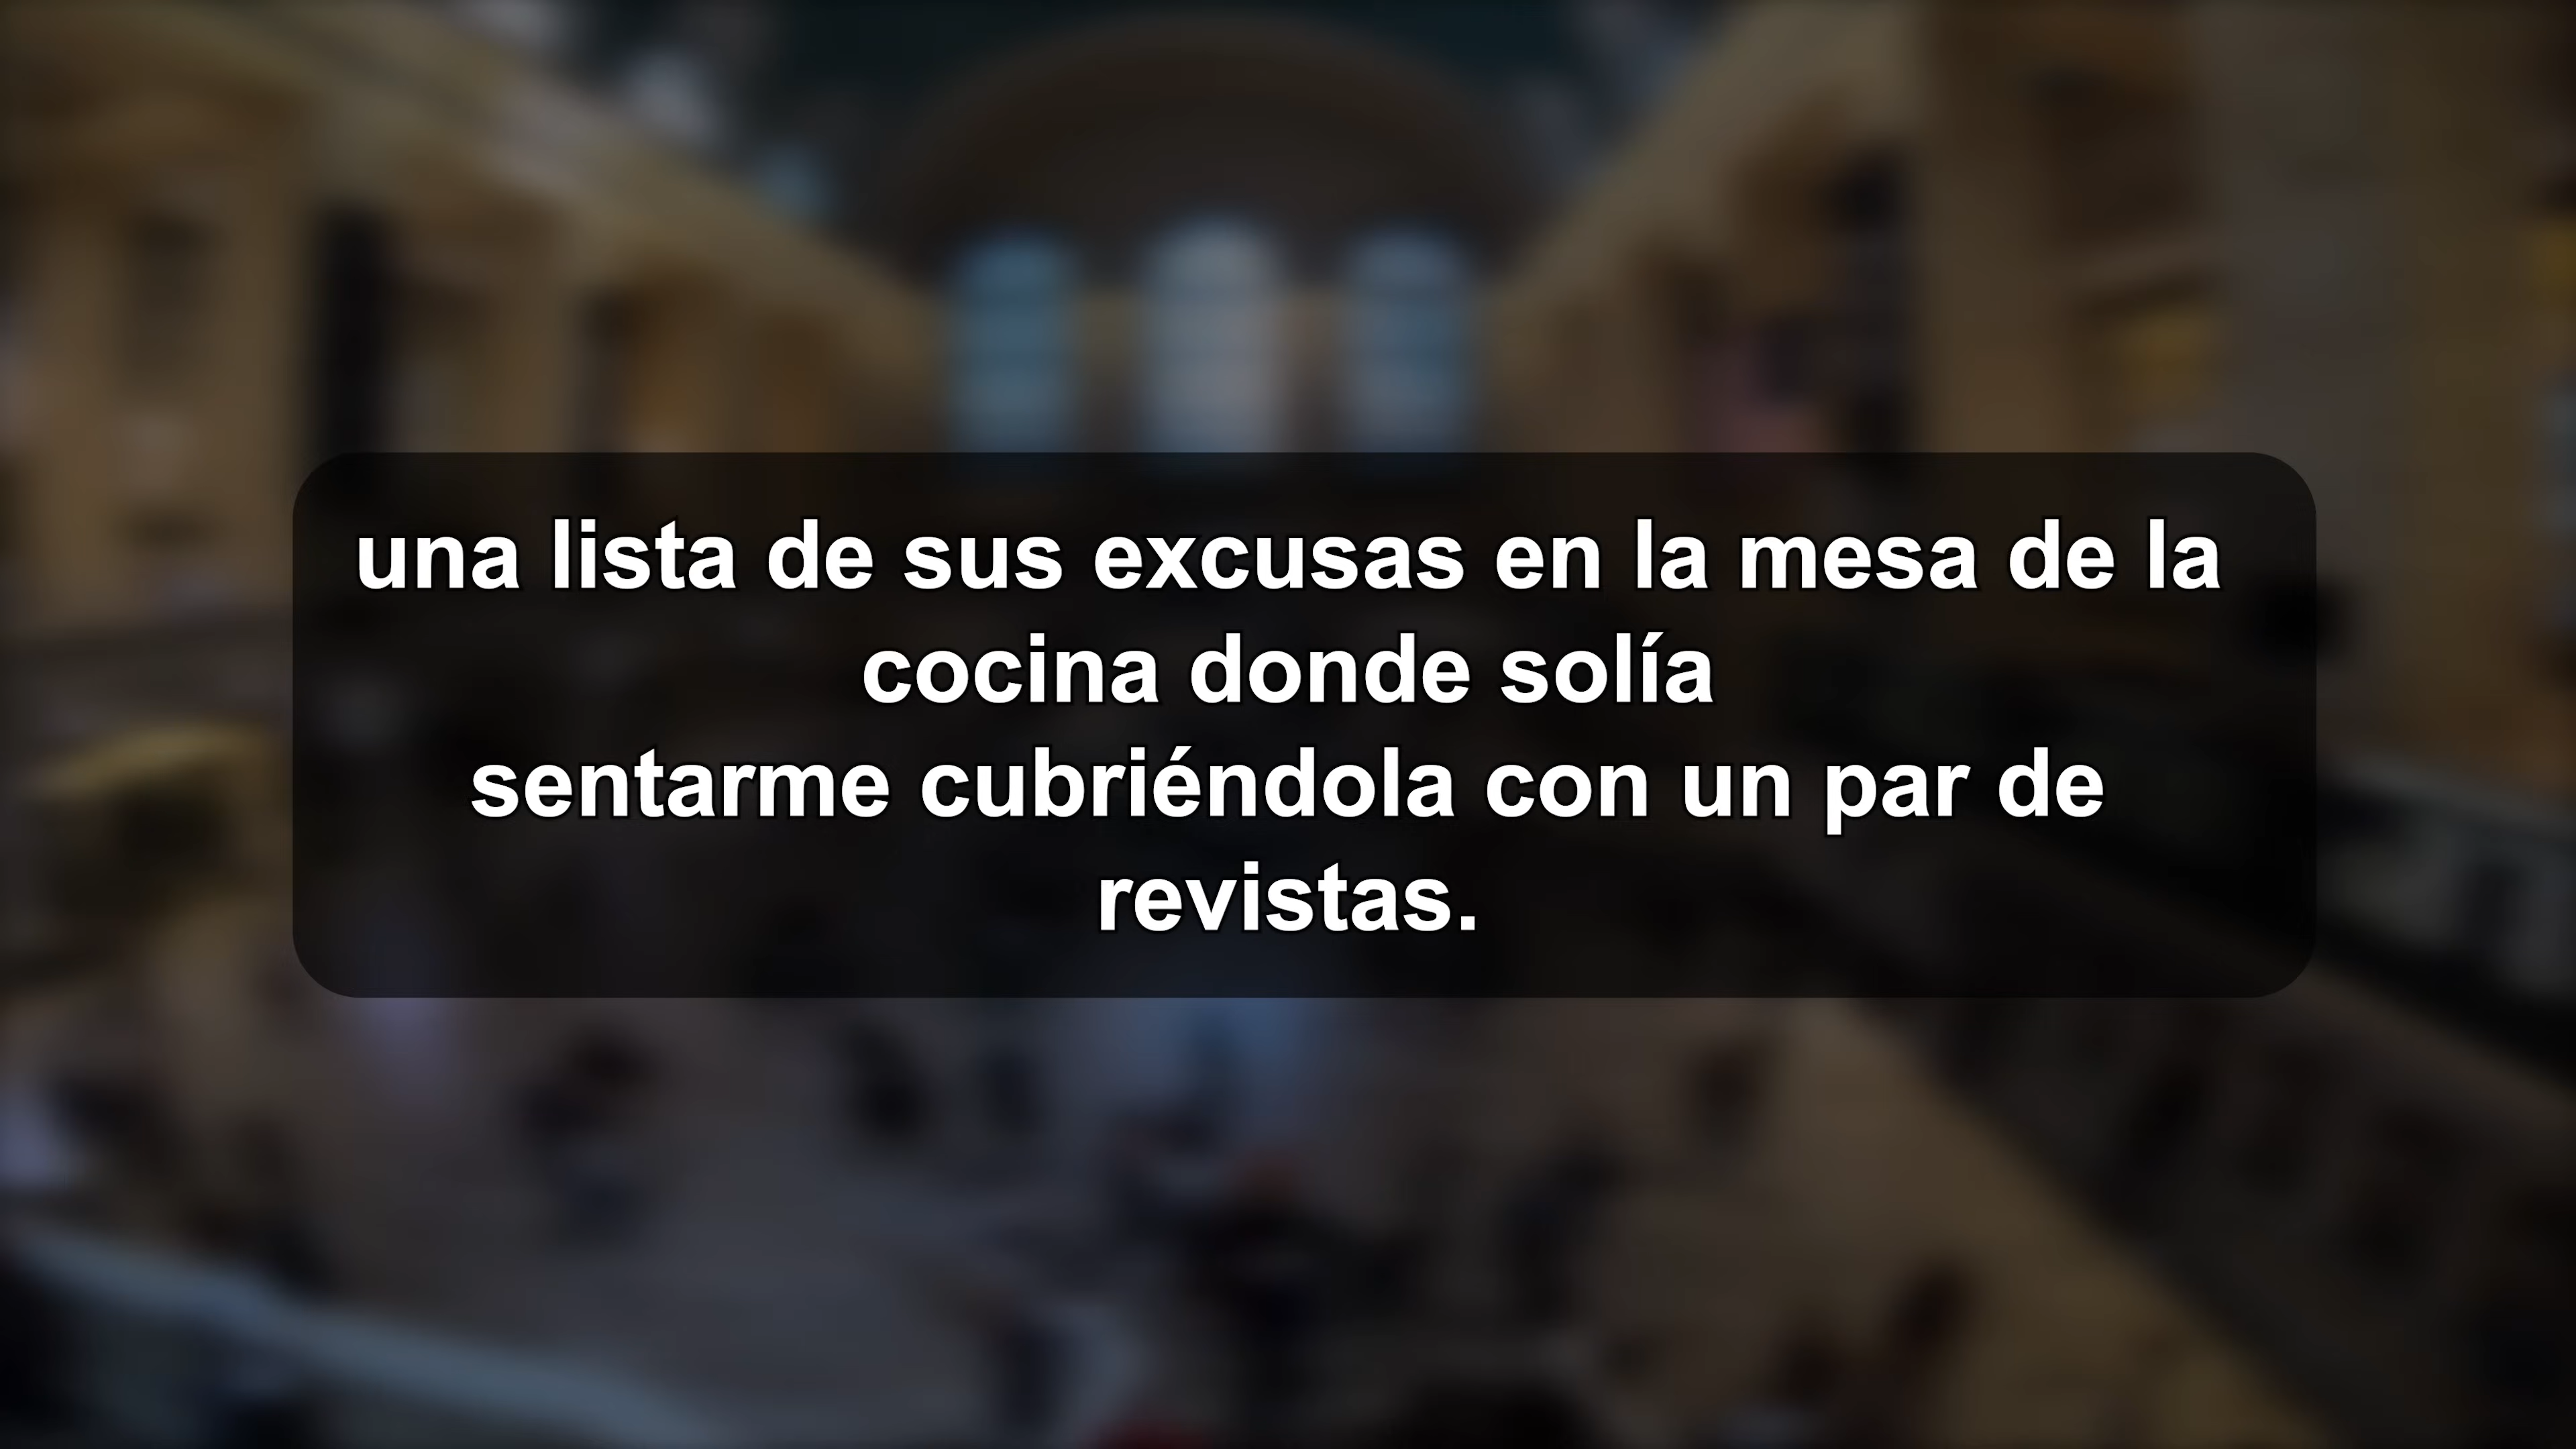 una lista de sus excusas en la mesa de la
cocina donde solía
sentarme cubriéndola con un par de
revistas.